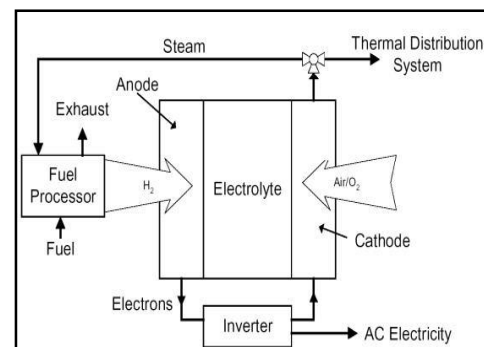 Steam
Thermal Distribution
System
Anode
Exhaust
Fuel
Processor
H2
Electrolyte
Air/O2
Fuel
Cathode
Electrons
Inverter
AC Electricity